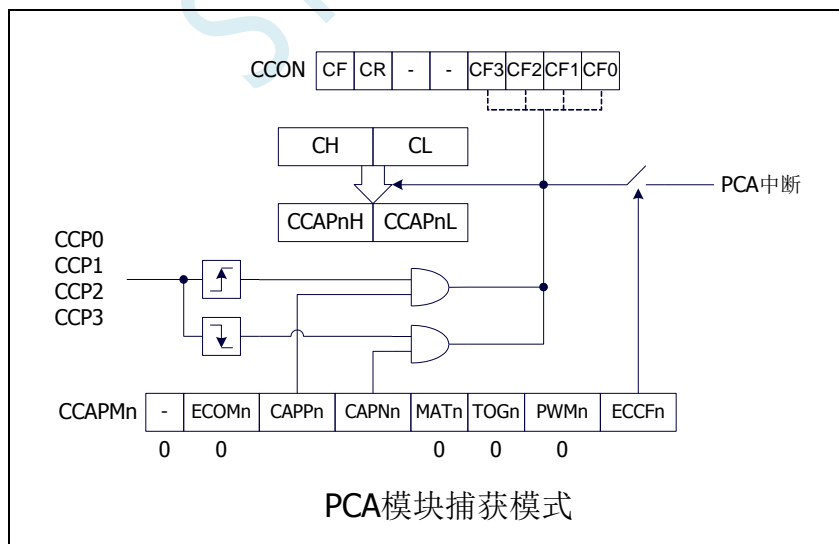 CCON CF CR - - CF3 CF2 CF1 CF0
CH CL
PCA中断
CCAPnH CCAPnL
CCP0
CCP1
CCP2
CCP3
CCAPMn - ECOMn CAPPn CAPNn MATn TOGn PWMn ECCFn
0 0 0 0 0
PCA模块捕获模式